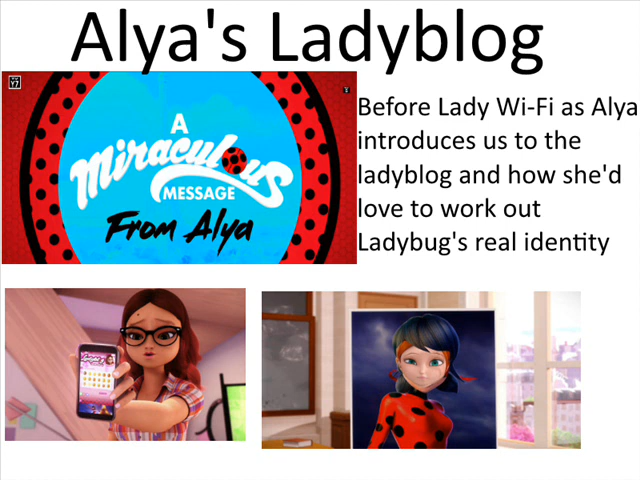 Alya's Ladyblog
Y7
A
Miraculous
MESSAGE
From Alya
Before Lady Wi-Fi as Alya
introduces us to the
ladyblog and how she'd
love to work out
Ladybug's real identity